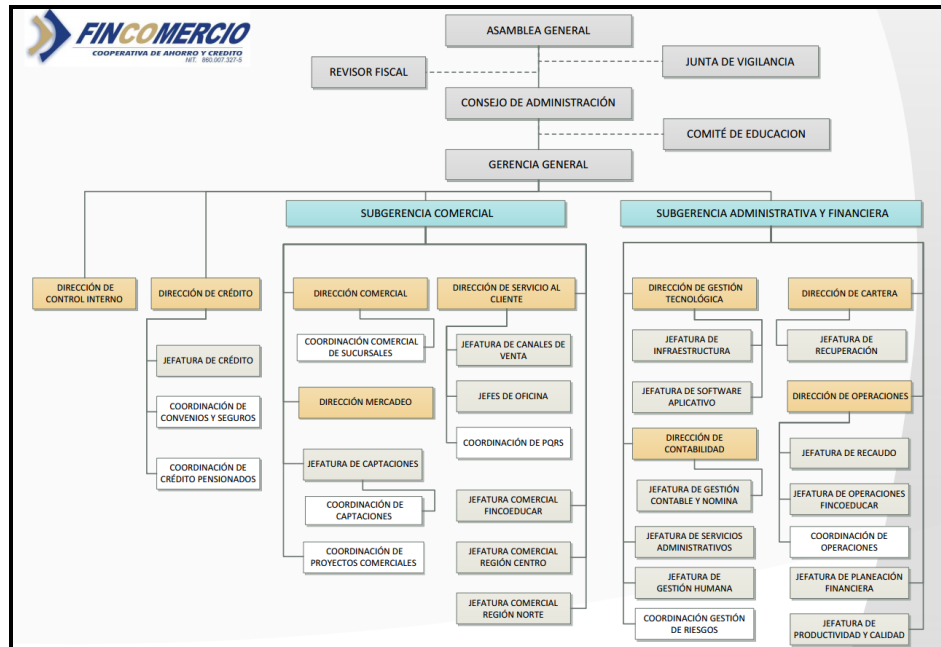 FINCOMERCIO
COOPERATIVA DE AHORRO Y CREDITO
NIT. 860.007.327-5
ASAMBLEA GENERAL
REVISOR FISCAL
JUNTA DE VIGILANCIA
CONSEJO DE ADMINISTRACIÓN
COMITÉ DE EDUCACION
GERENCIA GENERAL
SUBGERENCIA COMERCIAL
SUBGERENCIA ADMINISTRATIVA Y FINANCIERA
DIRECCIÓN DE
CONTROL INTERNO
DIRECCIÓN DE CRÉDITO
JEFATURA DE CRÉDITO
COORDINACIÓN DE
CONVENIOS Y SEGUROS
COORDINACIÓN DE
CRÉDITO PENSIONADOS
DIRECCIÓN COMERCIAL
COORDINACIÓN COMERCIAL
DE SUCURSALES
DIRECCIÓN MERCADEO
JEFATURA DE CAPTACIONES
COORDINACIÓN DE
CAPTACIONES
COORDINACIÓN DE
PROYECTOS COMERCIALES
DIRECCIÓN DE SERVICIO AL
CLIENTE
JEFATURA DE CANALES DE
VENTA
JEFES DE OFICINA
COORDINACIÓN DE PQRS
JEFATURA COMERCIAL
FINCOEDUCAR
JEFATURA COMERCIAL
REGIÓN CENTRO
JEFATURA COMERCIAL
REGIÓN NORTE
DIRECCIÓN DE GESTIÓN
TECNOLÓGICA
JEFATURA DE
INFRAESTRUCTURA
JEFATURA DE SOFTWARE
APLICATIVO
DIRECCIÓN DE
CONTABILIDAD
JEFATURA DE GESTIÓN
CONTABLE Y NOMINA
JEFATURA DE SERVICIOS
ADMINISTRATIVOS
JEFATURA DE
GESTIÓN HUMANA
COORDINACIÓN GESTIÓN
DE RIESGOS
DIRECCIÓN DE CARTERA
JEFATURA DE
RECUPERACIÓN
DIRECCIÓN DE OPERACIONES
JEFATURA DE RECAUDO
JEFATURA DE OPERACIONES
FINCOEDUCAR
COORDINACIÓN DE
OPERACIONES
JEFATURA DE PLANEACIÓN
FINANCIERA
JEFATURA DE
PRODUCTIVIDAD Y CALIDAD